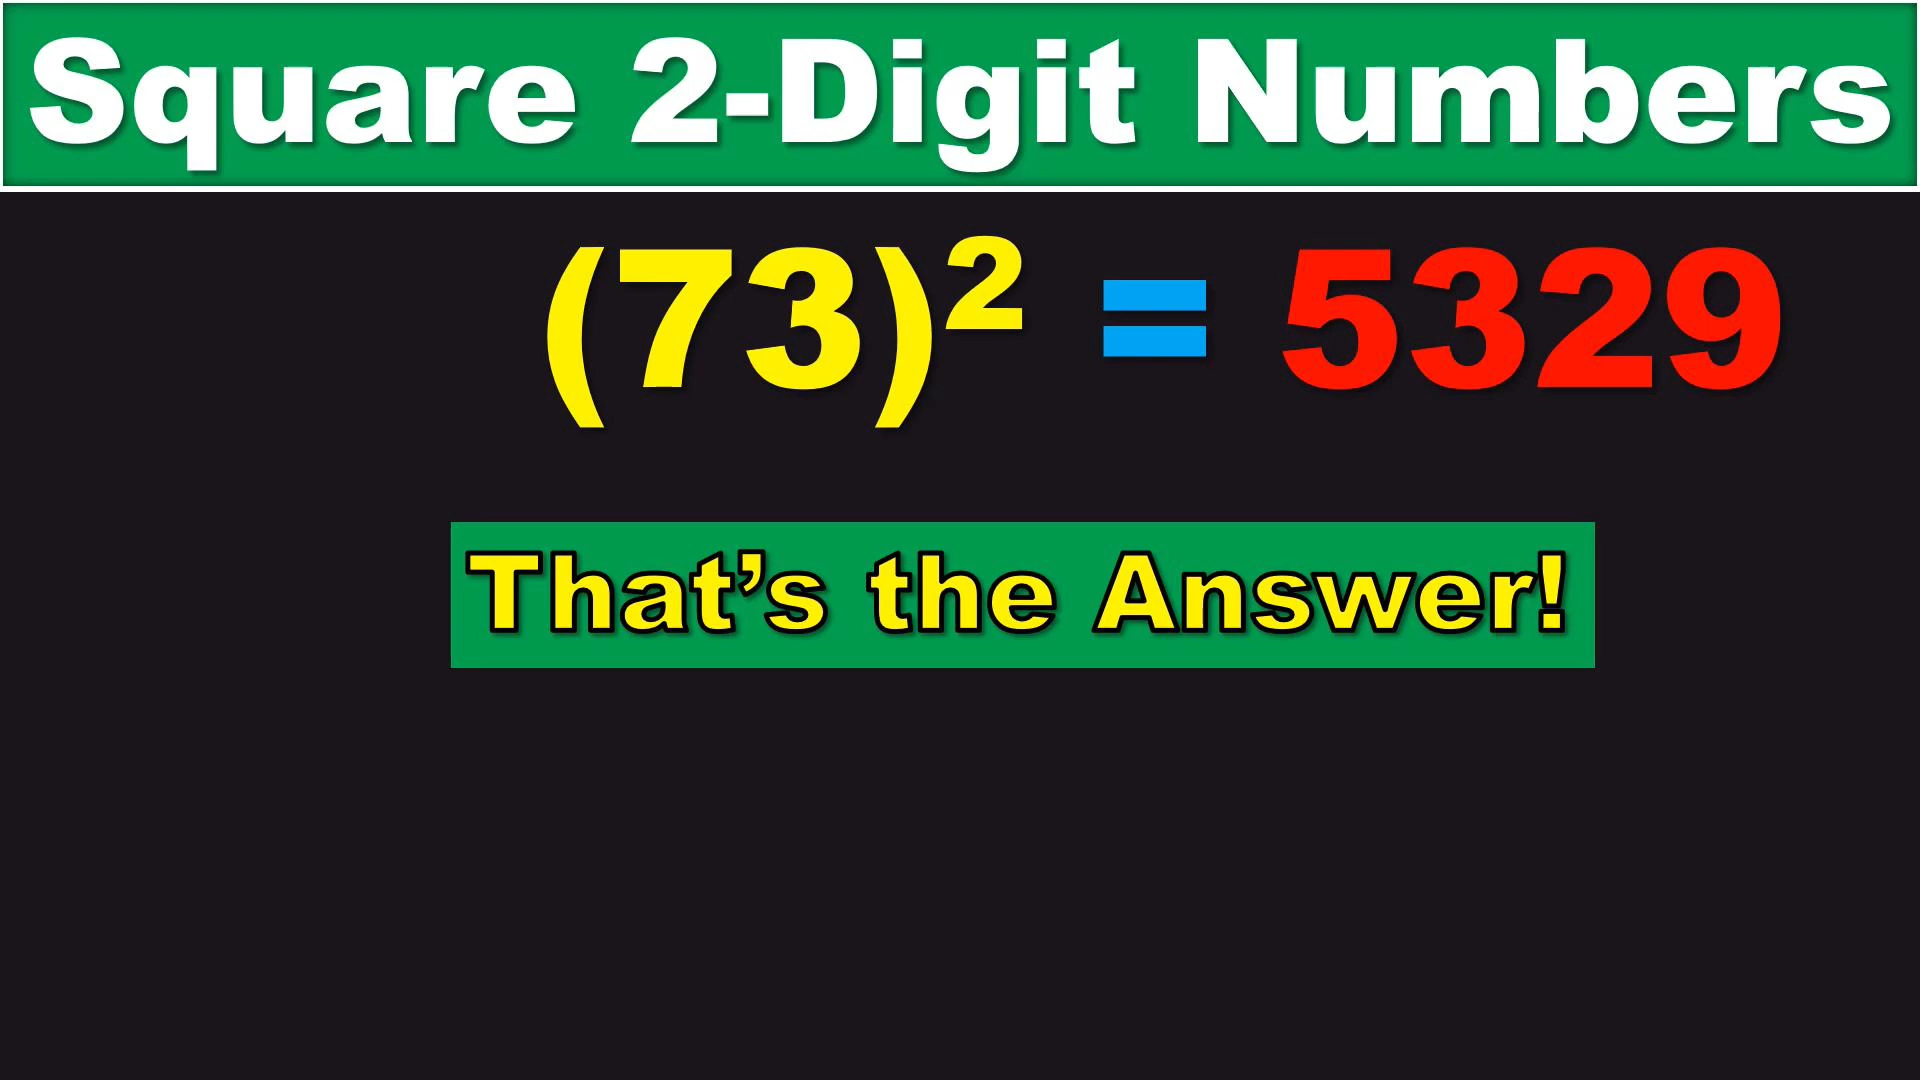 Square 2-Digit Numbers
(73)² = 5329
That’s the Answer!